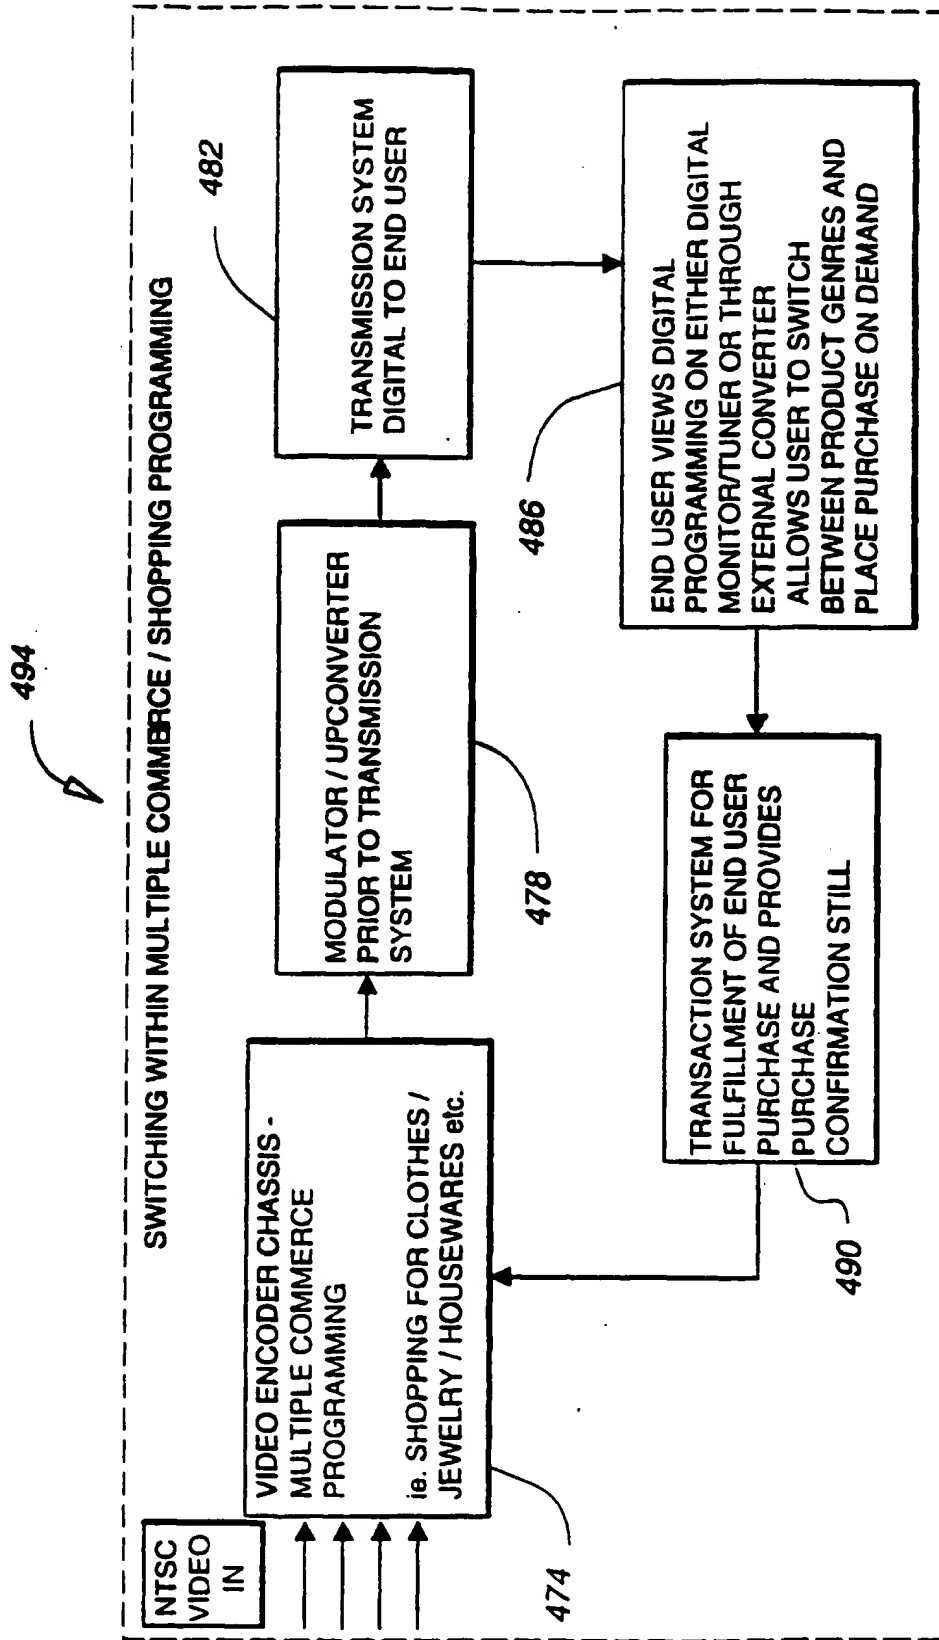 494
SWITCHING WITHIN MULTIPLE COMMERCE / SHOPPING PROGRAMMING
NTSC
VIDEO
IN
VIDEO ENCODER CHASSIS -
MULTIPLE COMMERCE
PROGRAMMING
ie. SHOPPING FOR CLOTHES /
JEWELRY / HOUSEWARES etc.
474
MODULATOR / UPCONVERTER
PRIOR TO TRANSMISSION
SYSTEM
478
TRANSMISSION SYSTEM
DIGITAL TO END USER
482
END USER VIEWS DIGITAL
PROGRAMMING ON EITHER DIGITAL
MONITOR/TUNER OR THROUGH
EXTERNAL CONVERTER
ALLOWS USER TO SWITCH
BETWEEN PRODUCT GENRES AND
PLACE PURCHASE ON DEMAND
486
TRANSACTION SYSTEM FOR
FULFILLMENT OF END USER
PURCHASE AND PROVIDES
PURCHASE
CONFIRMATION STILL
490